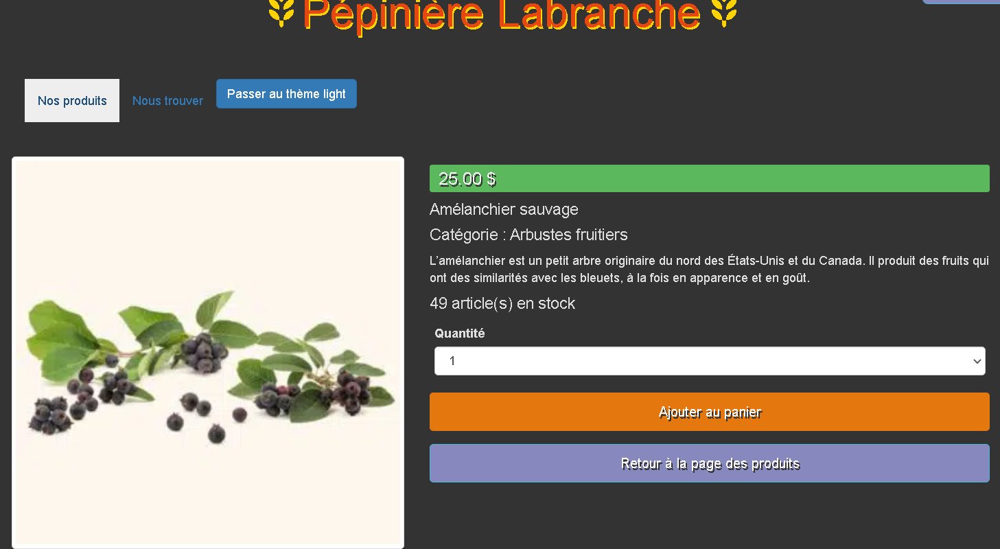 Pépinière Labranche
Nos produits
Nous trouver
Passer au thème light
25.00 $
Amélanchier sauvage
Catégorie : Arbustes fruitiers
L'amélanchier est un petit arbre originaire du nord des États-Unis et du Canada. Il produit des fruits qui
ont des similarités avec les bleuets, à la fois en apparence et en goût.
49 article(s) en stock
Quantité
1
Ajouter au panier
Retour à la page des produits